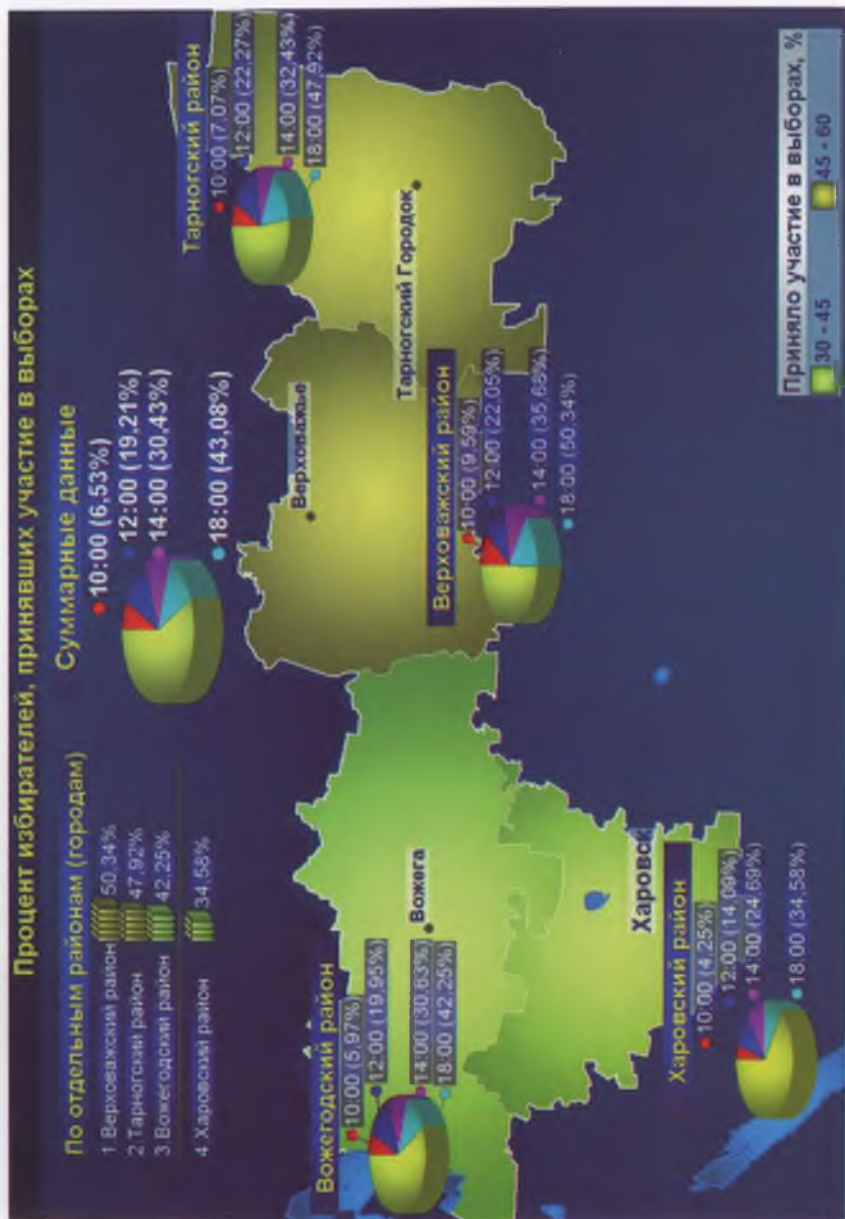 Процент избирателей, принявших участие в выборах
По отдельным районам (городам)
1 Верховажский район 50.34%
2 Тарногский район 47,92%
3 Вожегодский район 42.25%
4 Харовский район 34.58%
Суммарные данные
10:00 (6,53%)
12:00 (19,21%)
14:00 (30,43%)
18:00 (43,08%)
Тарногский район
10:00 (7,07%)
12:00 (22,27%)
14:00 (32,43%)
18:00 (47,92%)
Верховажье
Тарногский Городок
Верховажский район
10:00 (9,59%)
12:00 (22,05%)
14:00 (35,68%)
18:00 (50,34%)
Вожегодский район
10:00 (5,97%)
12:00 (19,95%)
14:00 (30,63%)
18:00 (42,25%)
Вожега
Харовск
Харовский район
10:00 (4,25%)
12:00 (14,09%)
14:00 (24,69%)
18:00 (34,58%)
Приняло участие в выборах, %
30 - 45
45 - 60